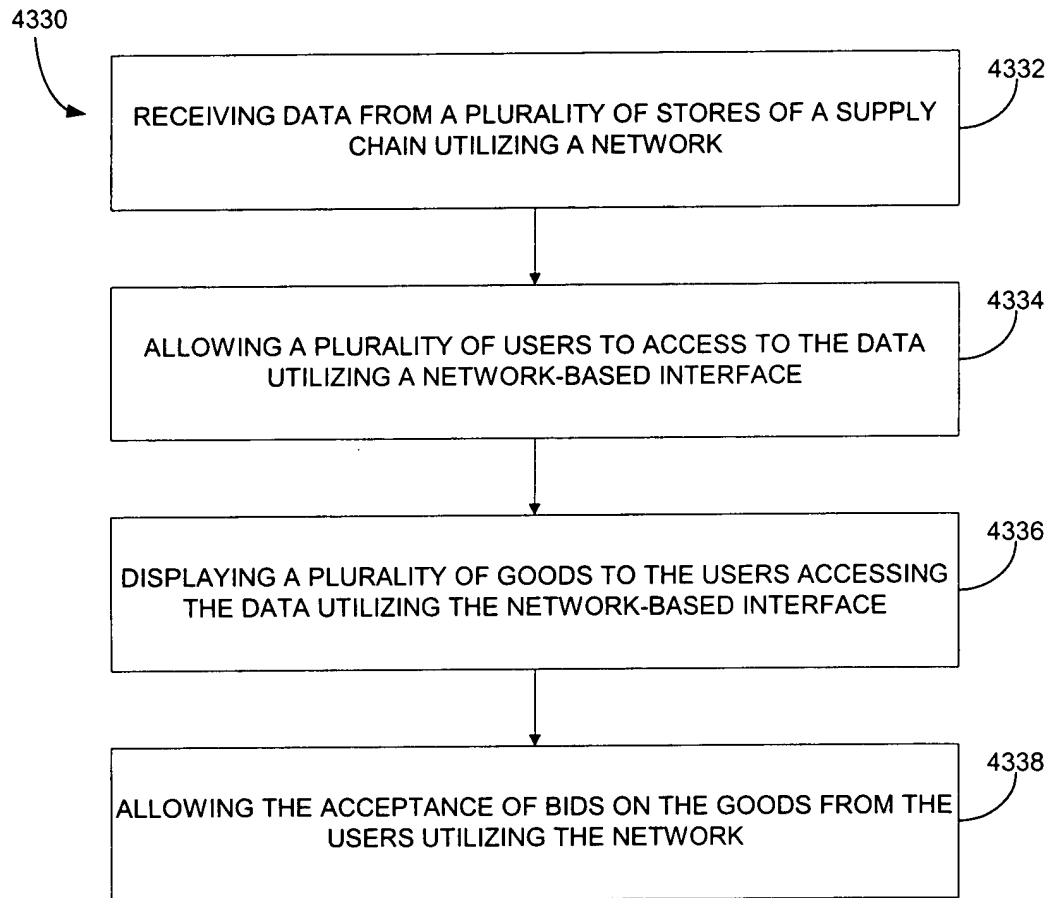 4330
4332
RECEIVING DATA FROM A PLURALITY OF STORES OF A SUPPLY
CHAIN UTILIZING A NETWORK
4334
ALLOWING A PLURALITY OF USERS TO ACCESS TO THE DATA
UTILIZING A NETWORK-BASED INTERFACE
4336
DISPLAYING A PLURALITY OF GOODS TO THE USERS ACCESSING
THE DATA UTILIZING THE NETWORK-BASED INTERFACE
4338
ALLOWING THE ACCEPTANCE OF BIDS ON THE GOODS FROM THE
USERS UTILIZING THE NETWORK